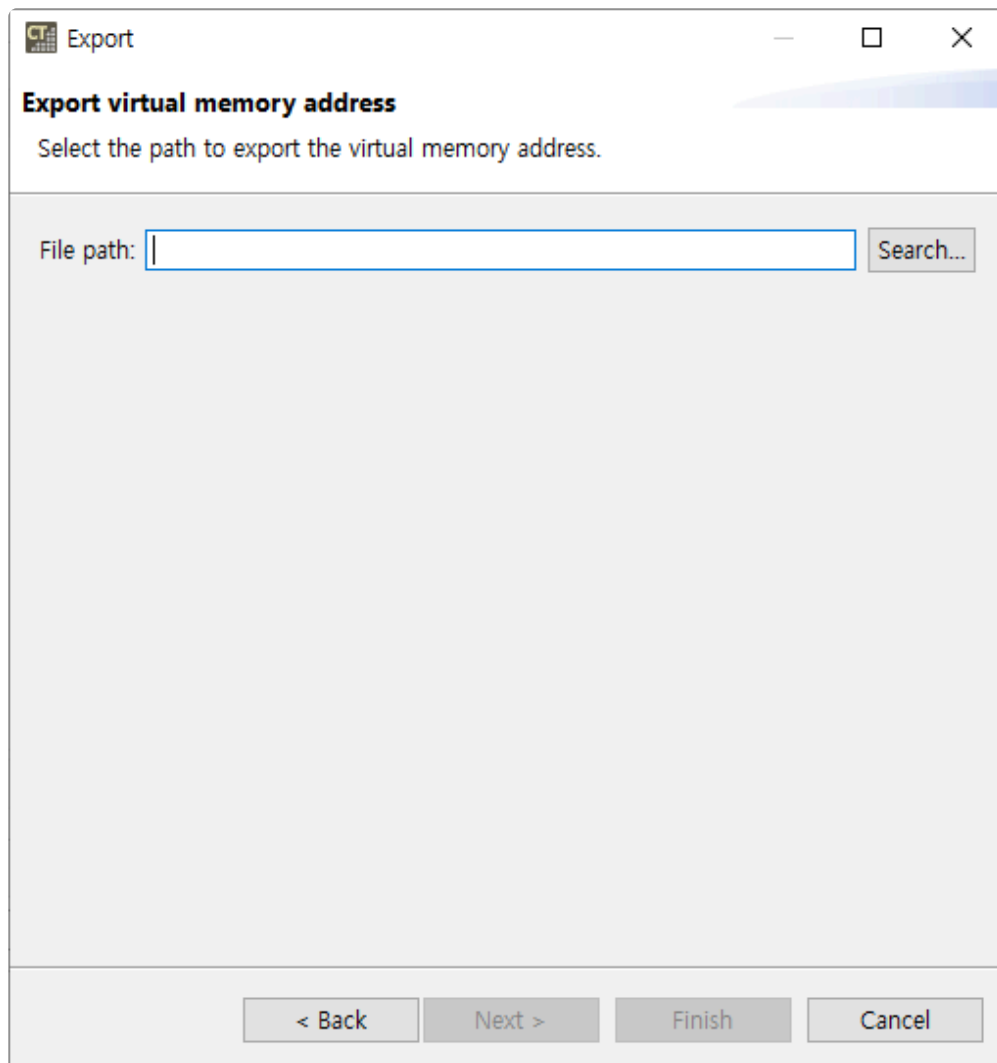 CT
Export
Export virtual memory address
Select the path to export the virtual memory address.
File path: Search...
< Back Next > Finish Cancel